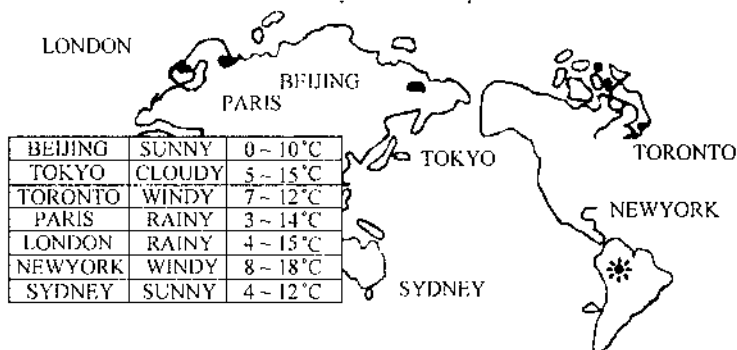 LONDON
BEIJING
PARIS
TOKYO
TORONTO
NEWYORK
SYDNEY
BEIJING SUNNY 0~10°C
TOKYO CLOUDY 5~15°C
TORONTO WINDY 7~12°C
PARIS RAINY 3~14°C
LONDON RAINY 4~15°C
NEWYORK WINDY 8~18°C
SYDNEY SUNNY 4~12°C